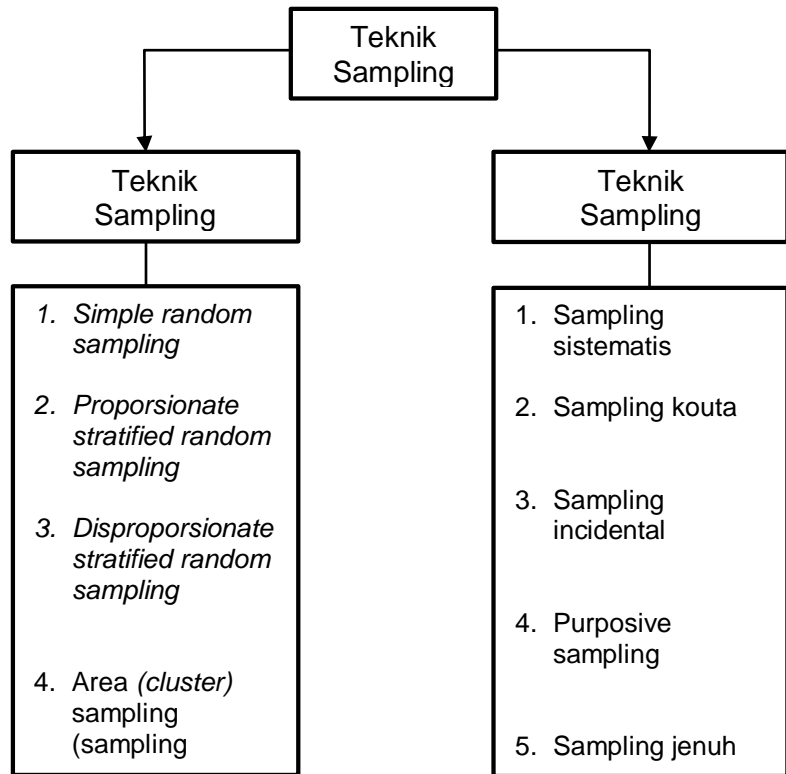 Teknik
Sampling
Teknik
Sampling
Teknik
Sampling
1. Simple random
sampling
2. Proporsionate
stratified random
sampling
3. Disproporsionate
stratified random
sampling
4. Area (cluster)
sampling
(sampling
1. Sampling
sistematis
2. Sampling kouta
3. Sampling
incidental
4. Purposive
sampling
5. Sampling jenuh